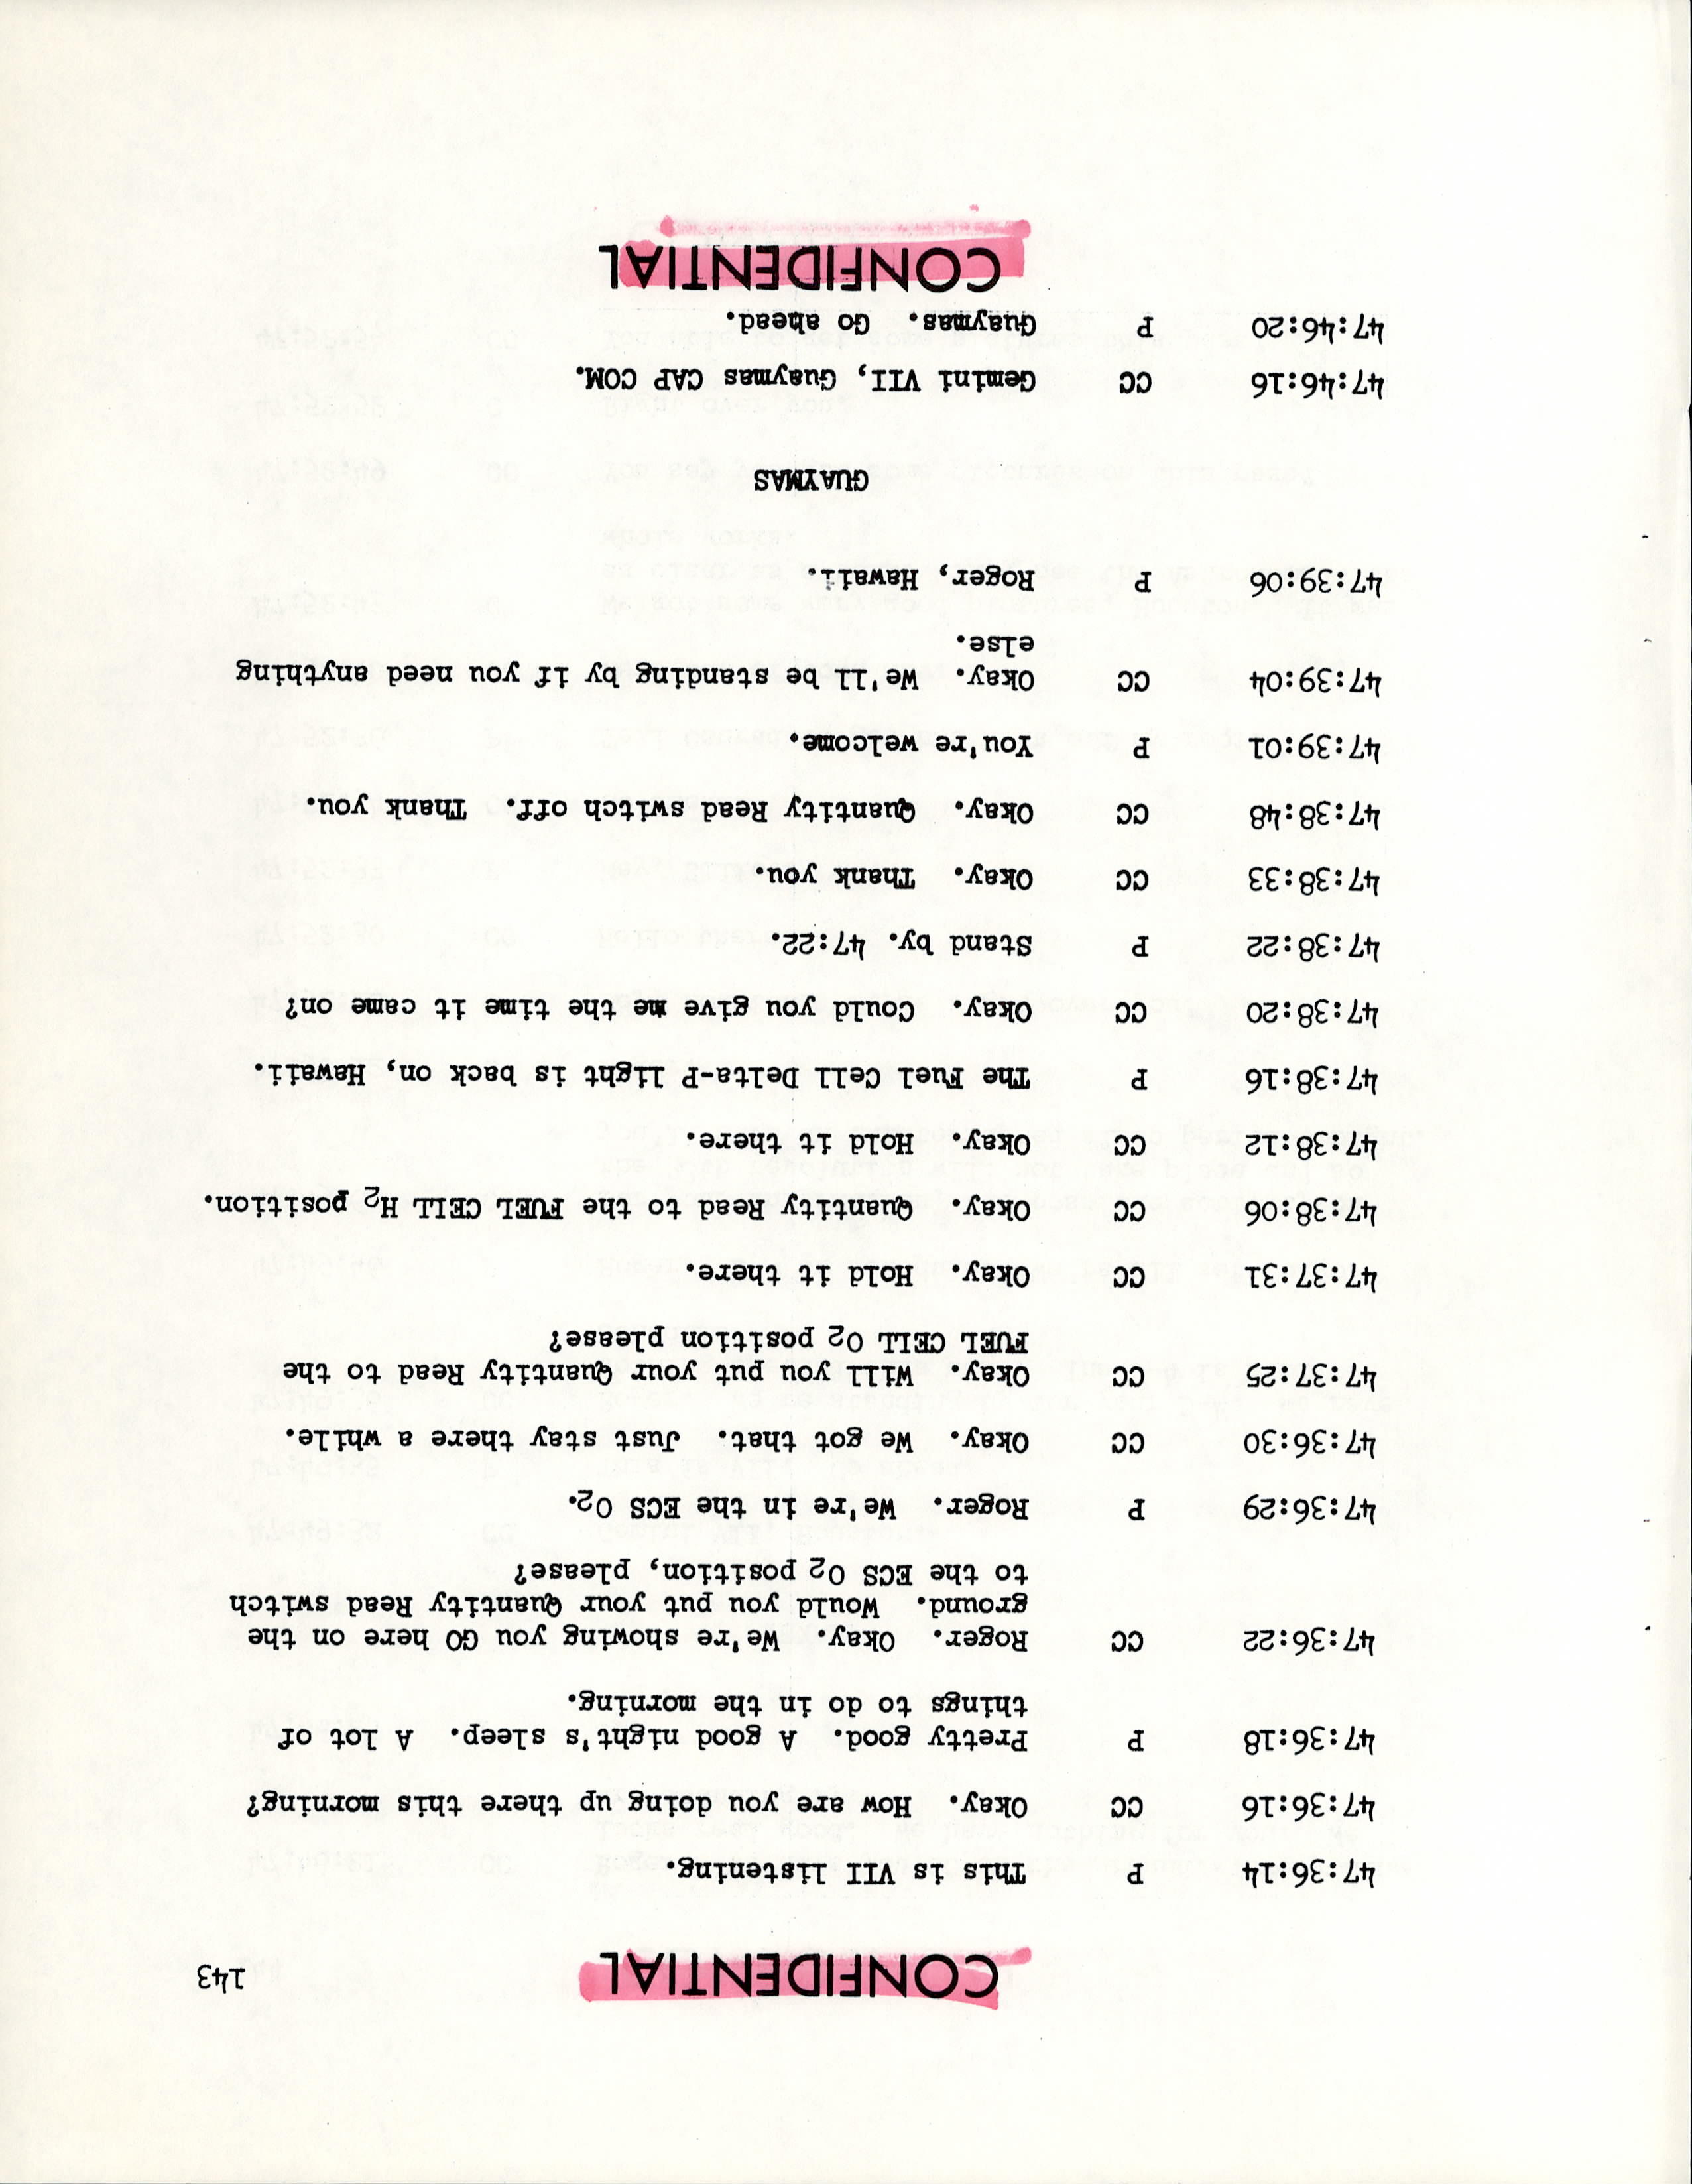 CONFIDENTIAL
143
47:36:14 P This is VII listening.
47:36:16 CC Okay. How are you doing up there this morning?
47:36:18 P Pretty good. A good night's sleep. A lot of
things to do in the morning.
47:36:22 CC Roger. Okay. We're showing you GO here on the
ground. Would you put your Quantity Read switch
to the ECS O2 position, please?
47:36:29 P Roger. We're in the ECS O2.
47:36:30 CC Okay. We got that. Just stay there a while.
47:37:25 CC Okay. Will you put your Quantity Read to the
FUEL CELL O2 position please?
47:37:31 CC Okay. Hold it there.
47:38:06 CC Okay. Quantity Read to the FUEL CELL H2 position.
47:38:12 CC Okay. Hold it there.
47:38:16 P The Fuel Cell Delta-P light is back on, Hawaii.
47:38:20 CC Okay. Could you give me the time it came on?
47:38:22 P Stand by. 47:22.
47:38:33 CC Okay. Thank you.
47:38:48 CC Okay. Quantity Read switch off. Thank you.
47:39:01 P You're welcome.
47:39:04 CC Okay. We'll be standing by if you need anything
else.
47:39:06 P Roger, Hawaii.
GUAYMAS
47:46:16 CC Gemini VII, Guaymas CAP COM.
47:46:20 P Guaymas. Go ahead.
CONFIDENTIAL